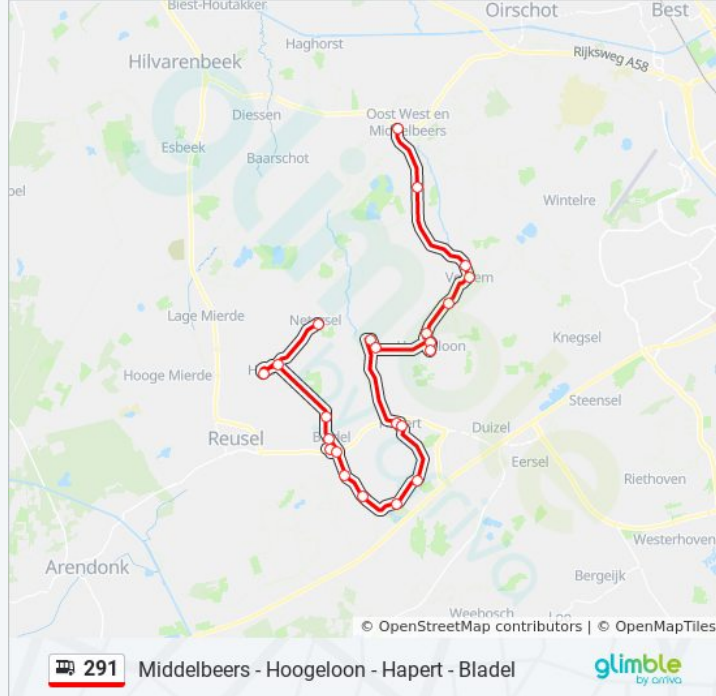 Biest-Houtakker
Oirschot
Best
Haghorst
Hilvarenbeek
Rijksweg A58
Diessen
Oost West en
Middelbeers
Esbeek
Baarschot
Wintelre
Lage Mierde
Netersel
Knegsel
Hooge Mierde
Steensel
Reusel
Duizel
Eersel
Riethoven
Westerhoven
Arendonk
Bergeijk
Weebosch
© OpenStreetMap contributors | © OpenMapTiles
291 Middelbeers - Hoogeloon - Hapert - Bladel
glimble
by arriva